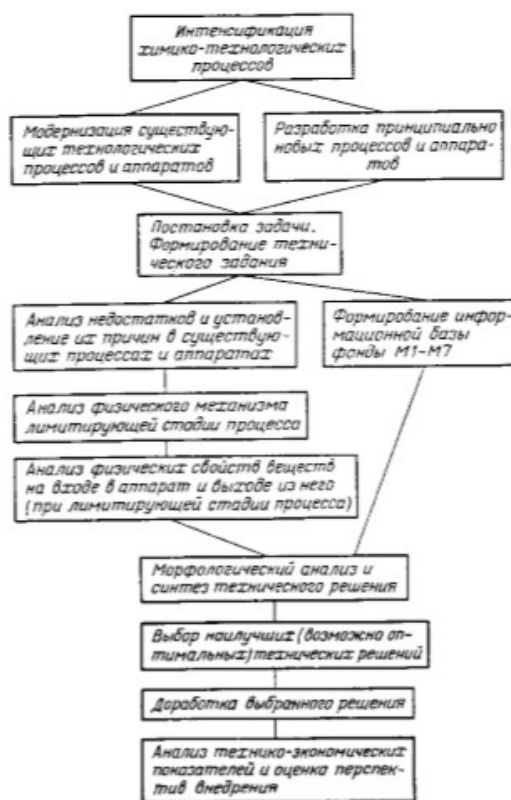 Интенсификация
химико-технологических
процессов
Модернизация существую-
щих технологических
процессов и аппаратов
Разработка принципиально
новых процессов и аппара-
тов
Постановка задачи.
Формирование техни-
ческого задания
Анализ недостатков и установ-
ление их причин в существую-
щих процессах и аппаратах
Формирование инфор-
мационной базы
фонды М1-М7
Анализ физического механизма
лимитирующей стадии процесса
Анализ физических свойств веществ
на входе в аппарат и выходе из него
(при лимитирующей стадии процесса)
Морфологический анализ и
синтез технического решения
Выбор наилучших (возможно оп-
тимальных) технических решений
Доработка выбранного решения
Анализ технико-экономических
показателей и оценка перспек-
тив внедрения